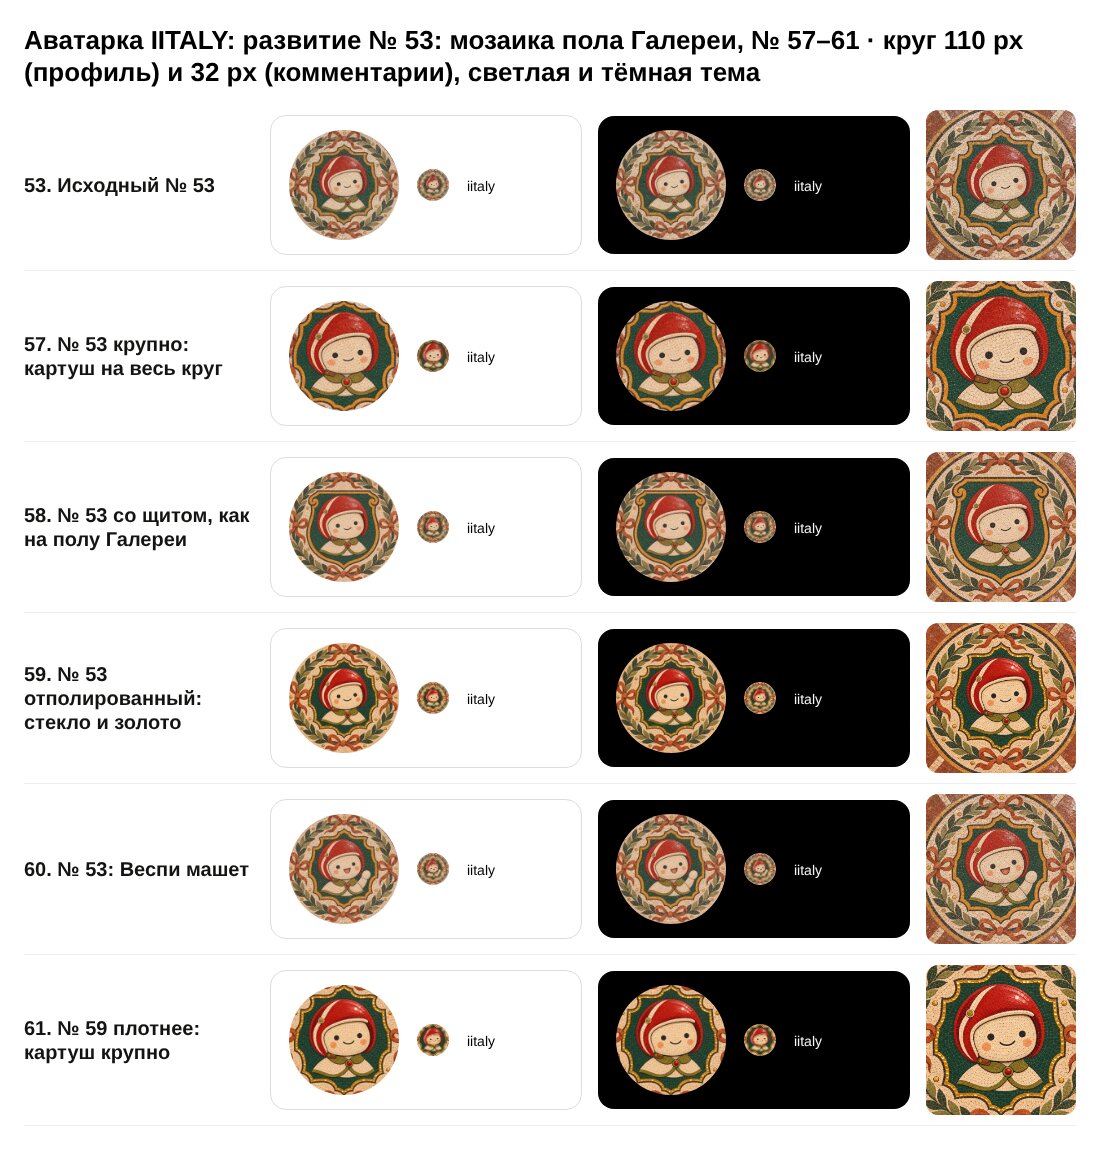 Аватарка IITALY: развитие № 53: мозаика пола Галереи, № 57–61 · круг 110 px
(профиль) и 32 px (комментарии), светлая и тёмная тема
53. Исходный № 53
iitaly
iitaly
57. № 53 крупно:
картуш на весь круг
iitaly
iitaly
58. № 53 со щитом, как
на полу Галереи
iitaly
iitaly
59. № 53
отполированный:
стекло и золото
iitaly
iitaly
60. № 53: Веспи машет
iitaly
iitaly
61. № 59 плотнее:
картуш крупно
iitaly
iitaly